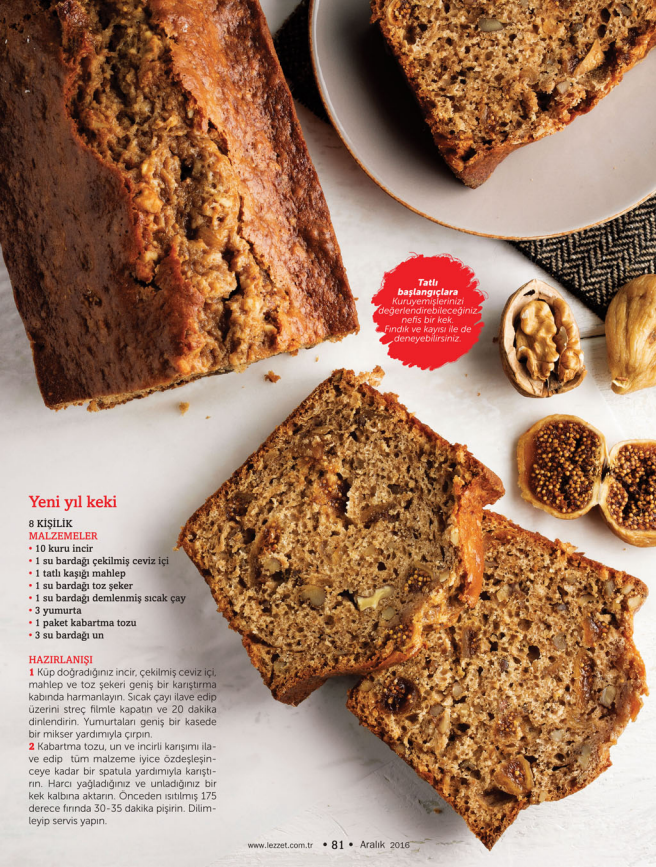 Tatlı
başlangıçlara
Kuruyemişlerinizi
değerlendirebileceğiniz
nefis bir kek.
Fındık ve kayısı ile de
deneyebilirsiniz.
Yeni yıl keki
8 KİŞİLİK
MALZEMELER
• 10 kuru incir
• 1 su bardağı çekilmiş ceviz içi
• 1 tatlı kaşığı mahlep
• 1 su bardağı toz şeker
• 1 su bardağı demlenmiş sıcak çay
• 3 yumurta
• 1 paket kabartma tozu
• 3 su bardağı un
HAZIRLANIŞI
1 Küp doğradığınız incir, çekilmiş ceviz içi,
mahlep ve toz şekeri geniş bir karıştırma
kabında harmanlayın. Sıcak çayı ilave edip
üzerini streç filmle kapatın ve 20 dakika
dinlendirin. Yumurtaları geniş bir kasede
bir mikser yardımıyla çırpın.
2 Kabartma tozu, un ve incirli karışımı ila-
ve edip tüm malzeme iyice özdeşleşin-
ceye kadar bir spatula yardımıyla karıştı-
rın. Harcı yağladığınız ve unladığınız bir
kek kalbına aktarın. Önceden ısıtılmış 175
derece fırında 30-35 dakika pişirin. Dilim-
leyip servis yapın.
www.lezzet.com.tr • 81 • Aralık 2016